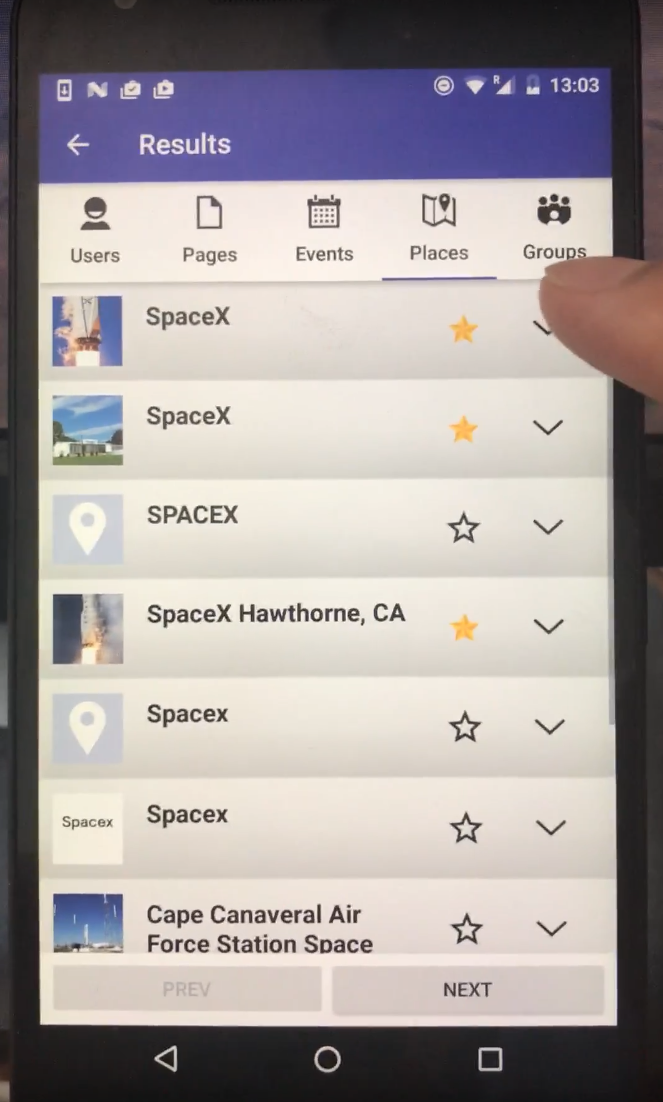 R
13:03
Results
Users
Pages
Events
Places
Groups
SpaceX
SpaceX
SPACEX
SpaceX Hawthorne, CA
Spacex
Spacex
Spacex
Cape Canaveral Air
Force Station Space
PREV
NEXT